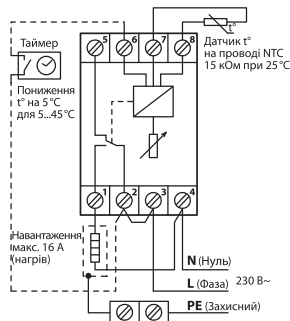 5
6
7
8
t°
Таймер
Датчик t°
на проводі NTC
15 кОм при 25°C
Пониження
t° на 5 °C
для 5...45°C
1
2
3
4
Навантаження
макс. 16 А
(нагрів)
N (Нуль)
L (Фаза) 230 В~
PE (Захисний)